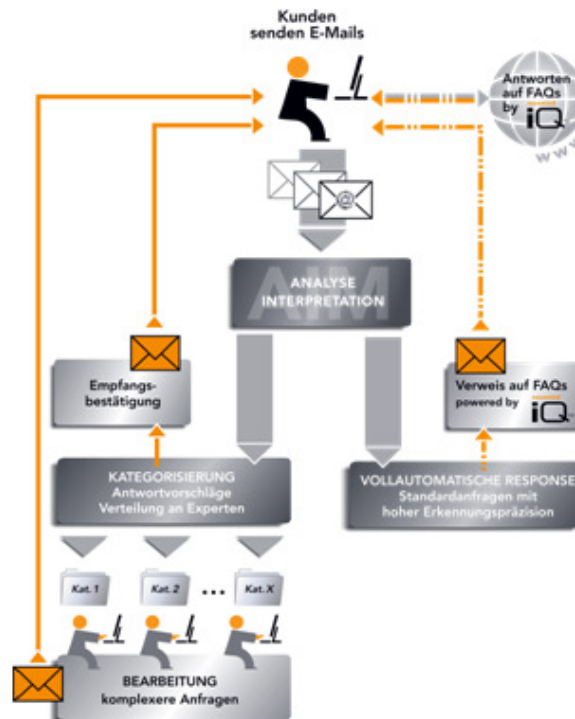 Kunden
senden E-Mails
Antworten
auf FAQs
by iQ
www
@
AIM
ANALYSE
INTERPRETATION
Empfangs-
bestätigung
Verweis auf FAQs
powered by iQ
KATEGORISIERUNG
Antwortvorschläge
Verteilung an Experten
VOLLAUTOMATISCHE RESPONSE
Standardanfragen mit
hoher Erkennungspräzision
Kat. 1 Kat. 2 ... Kat. X
BEARBEITUNG
komplexere Anfragen